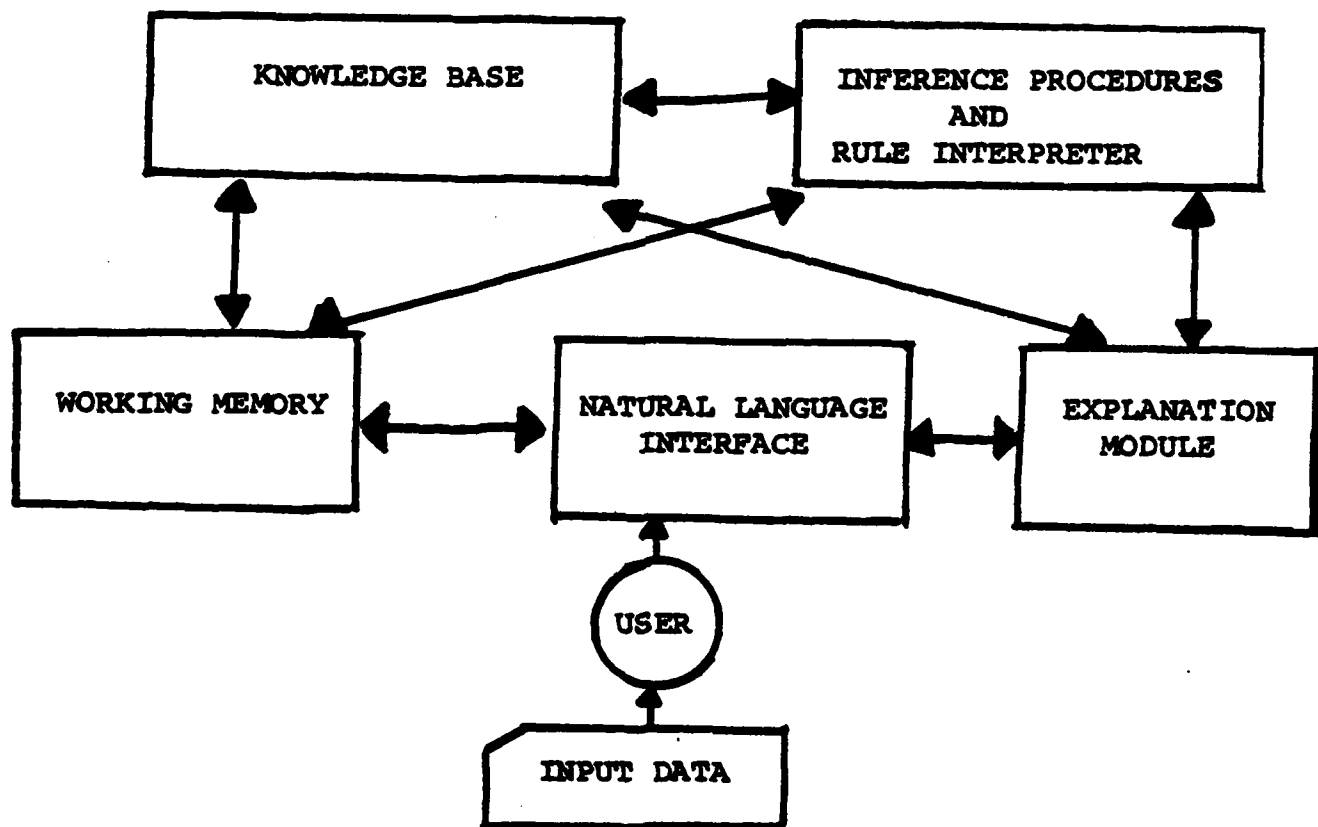 KNOWLEDGE BASE
INFERENCE PROCEDURES
AND
RULE INTERPRETER
WORKING MEMORY
NATURAL LANGUAGE
INTERFACE
EXPLANATION
MODULE
USER
INPUT DATA